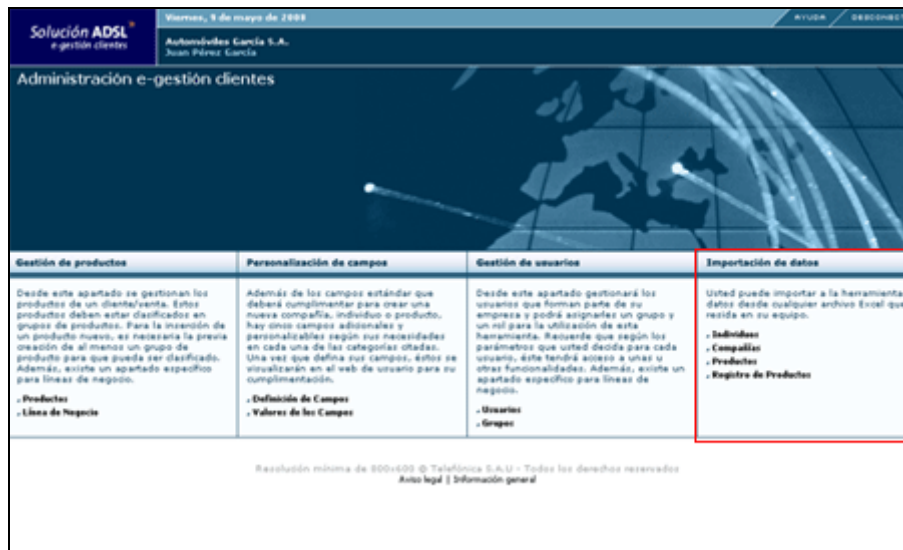 Solución ADSL
e-gestión clientes
Viernes, 9 de mayo de 2008
AYUDA
DESCONECT
Automóviles García S.A.
Juan Pérez García
Administración e-gestión clientes
Gestión de productos
Desde este apartado se gestionan los
productos de un cliente/venta. Estos
productos deben estar clasificados en
grupos de productos. Para la inserción de
un producto nuevo, es necesaria la previa
creación de al menos un grupo de
producto para que pueda ser clasificado.
Además, existe un apartado específico
para líneas de negocio.
. Productos
. Línea de Negocio
Personalización de campos
Además de los campos estándar que
deberá cumplimentar para crear una
nueva compañía, individuo o producto,
hay cinco campos adicionales y
personalizables según sus necesidades
en cada una de las categorías citadas.
Una vez que defina sus campos, éstos se
visualizarán en el web de usuario para su
cumplimentación.
. Definición de Campos
. Valores de los Campos
Gestión de usuarios
Desde este apartado gestionará los
usuarios que forman parte de su
empresa y podrá asignarles un grupo y
un rol para la utilización de esta
herramienta. Recuerde que según los
parámetros que usted decida para cada
usuario, éste tendrá acceso a unas u
otras funcionalidades. Además, existe un
apartado específico para líneas de
negocio.
. Usuarios
. Grupos
Importación de datos
Usted puede importar a la herramienta
datos desde cualquier archivo Excel que
resida en su equipo.
. Individuos
. Compañías
. Productos
. Registro de Productos
Resolución mínima de 800x600 @ Telefónica S.A.U - Todos los derechos reservados
Aviso legal | Información general